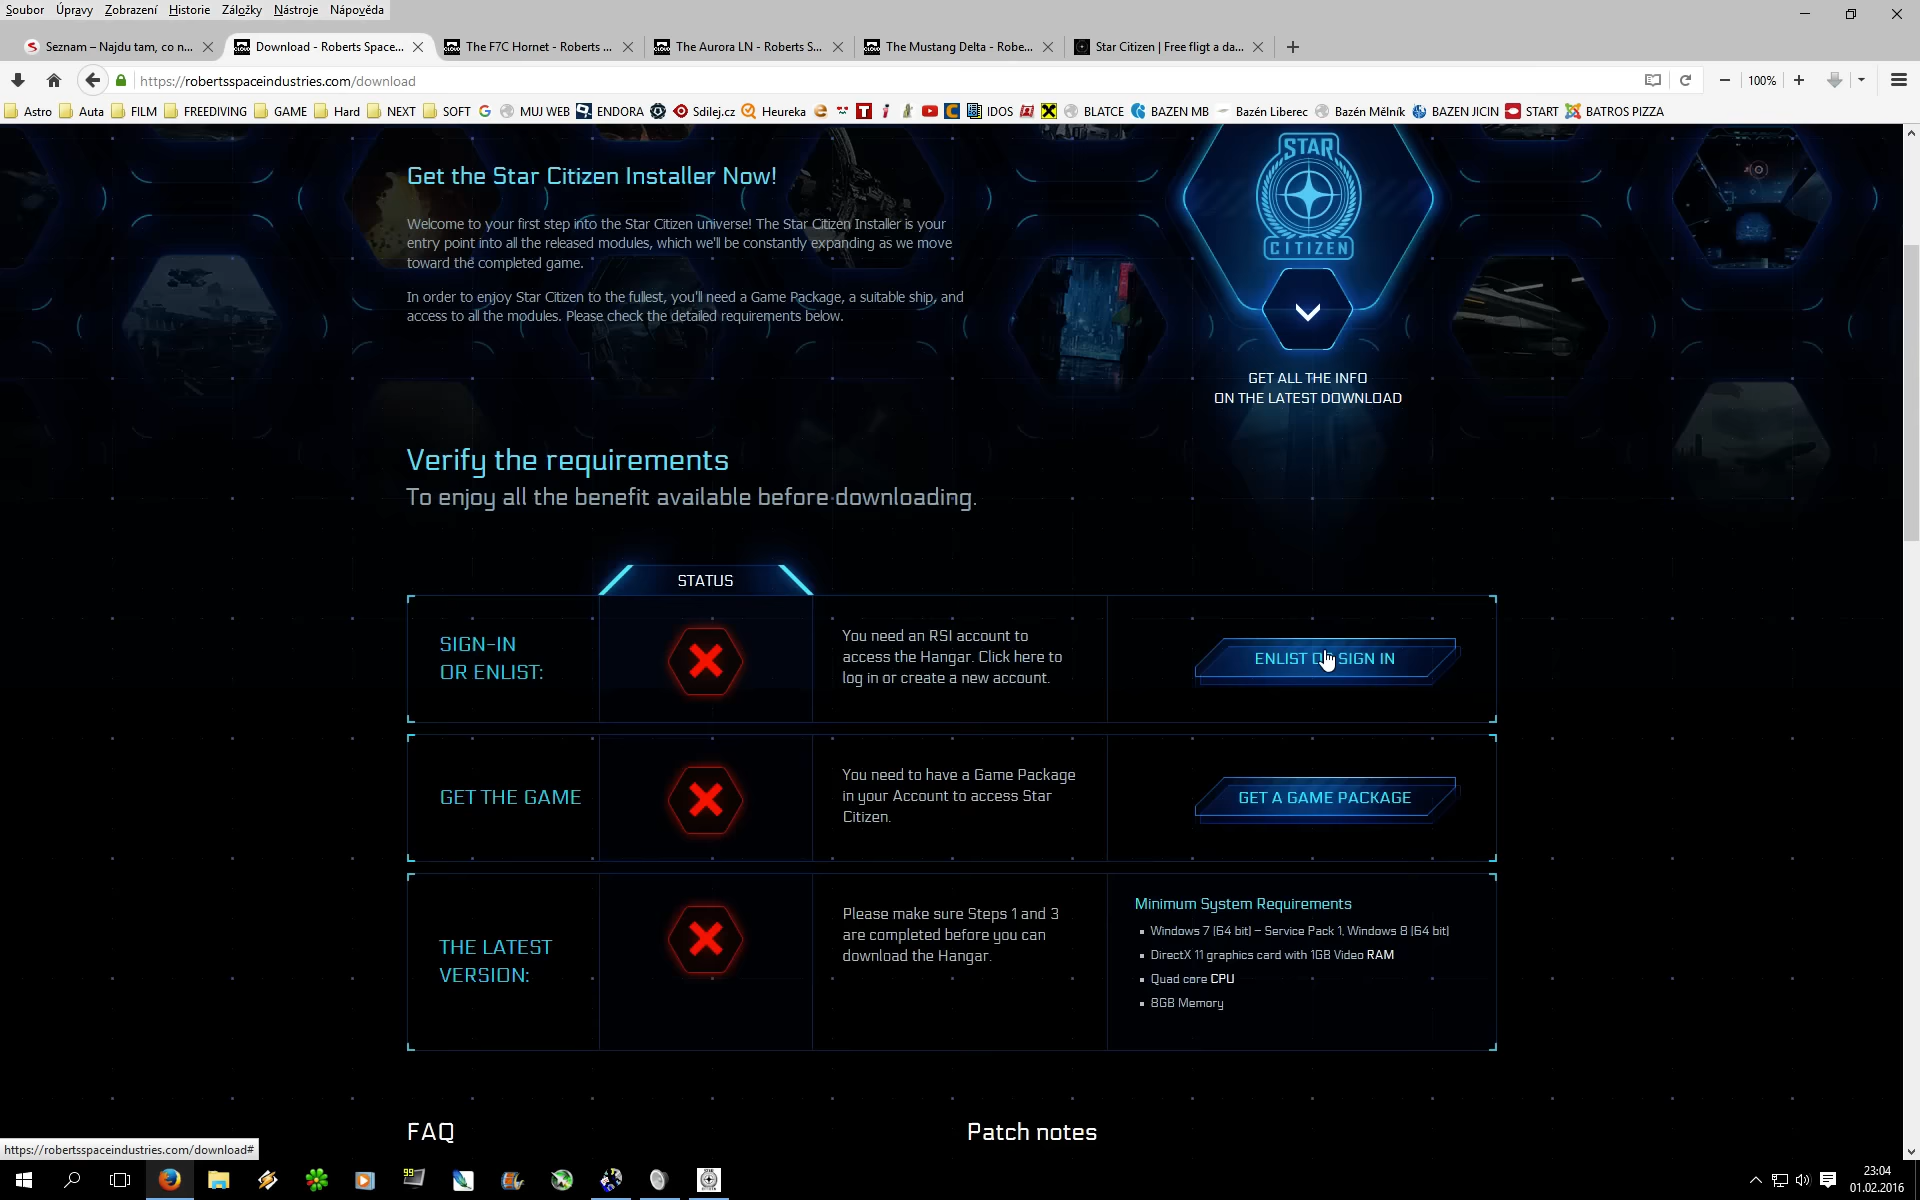 Soubor Úpravy Zobrazení Historie Záložky Nástroje Nápověda
Seznam – Najdu tam, co n... Download - Roberts Space... The F7C Hornet - Roberts ... The Aurora LN - Roberts S... The Mustang Delta - Robe... Star Citizen | Free fligt a da...
https://robertsspaceindustries.com/download 100%
Astro Auta FILM FREEDIVING GAME Hard NEXT SOFT MUJ WEB ENDORA Sdilej.cz Heureka IDOS BLATCE BAZEN MB Bazén Liberec Bazén Mělník BAZEN JICIN START BATROS PIZZA
Get the Star Citizen Installer Now!
Welcome to your first step into the Star Citizen universe! The Star Citizen Installer is your
entry point into all the released modules, which we'll be constantly expanding as we move
toward the completed game.
In order to enjoy Star Citizen to the fullest, you'll need a Game Package, a suitable ship, and
access to all the modules. Please check the detailed requirements below.
STAR
CITIZEN
GET ALL THE INFO
ON THE LATEST DOWNLOAD
Verify the requirements
To enjoy all the benefit available before downloading.
STATUS
SIGN-IN
OR ENLIST:
You need an RSI account to
access the Hangar. Click here to
log in or create a new account.
ENLIST OR SIGN IN
GET THE GAME
You need to have a Game Package
in your Account to access Star
Citizen.
GET A GAME PACKAGE
THE LATEST
VERSION:
Please make sure Steps 1 and 3
are completed before you can
download the Hangar.
Minimum System Requirements
Windows 7 (64 bit) – Service Pack 1, Windows 8 (64 bit)
DirectX 11 graphics card with 1GB Video RAM
Quad core CPU
8GB Memory
FAQ
Patch notes
https://robertsspaceindustries.com/download#
99
23:04
01.02.2016